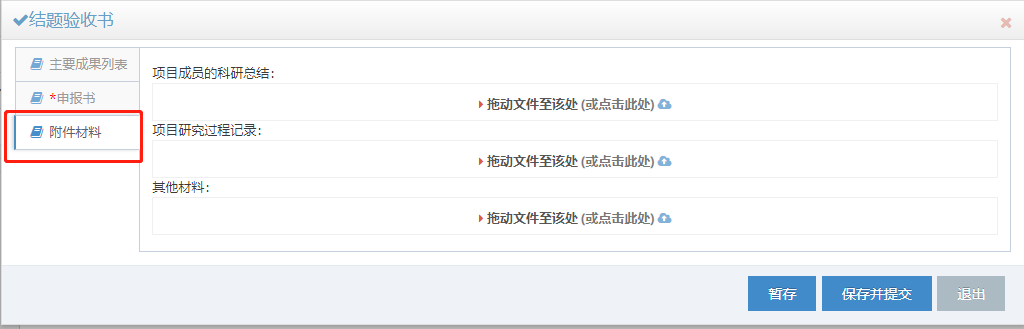 结题验收书
主要成果列表
*申报书
附件材料
项目成员的科研总结：
拖动文件至该处 (或点击此处)
项目研究过程记录：
拖动文件至该处 (或点击此处)
其他材料：
拖动文件至该处 (或点击此处)
暂存 保存并提交 退出